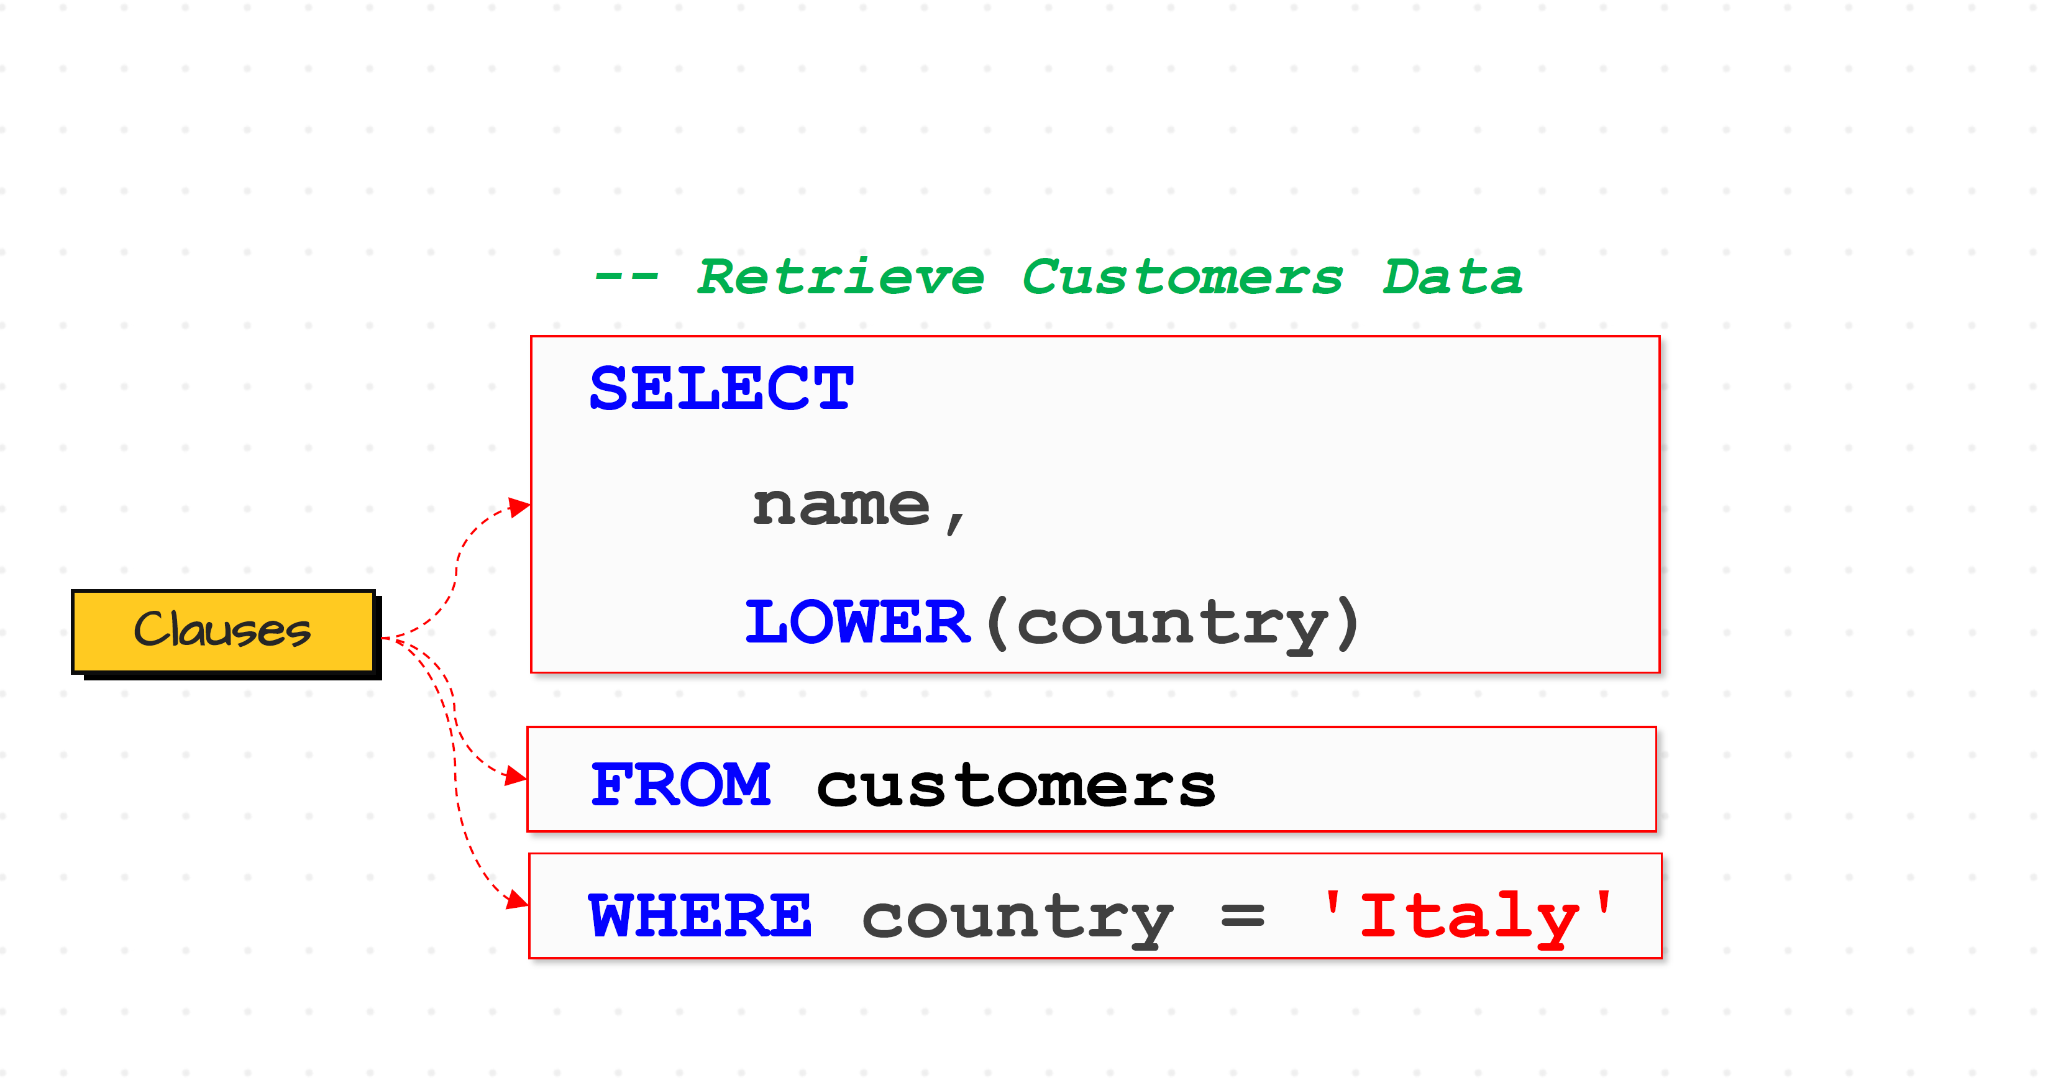 -- Retrieve Customers Data
SELECT
name,
LOWER(country)
Clauses
FROM customers
WHERE country = 'Italy'